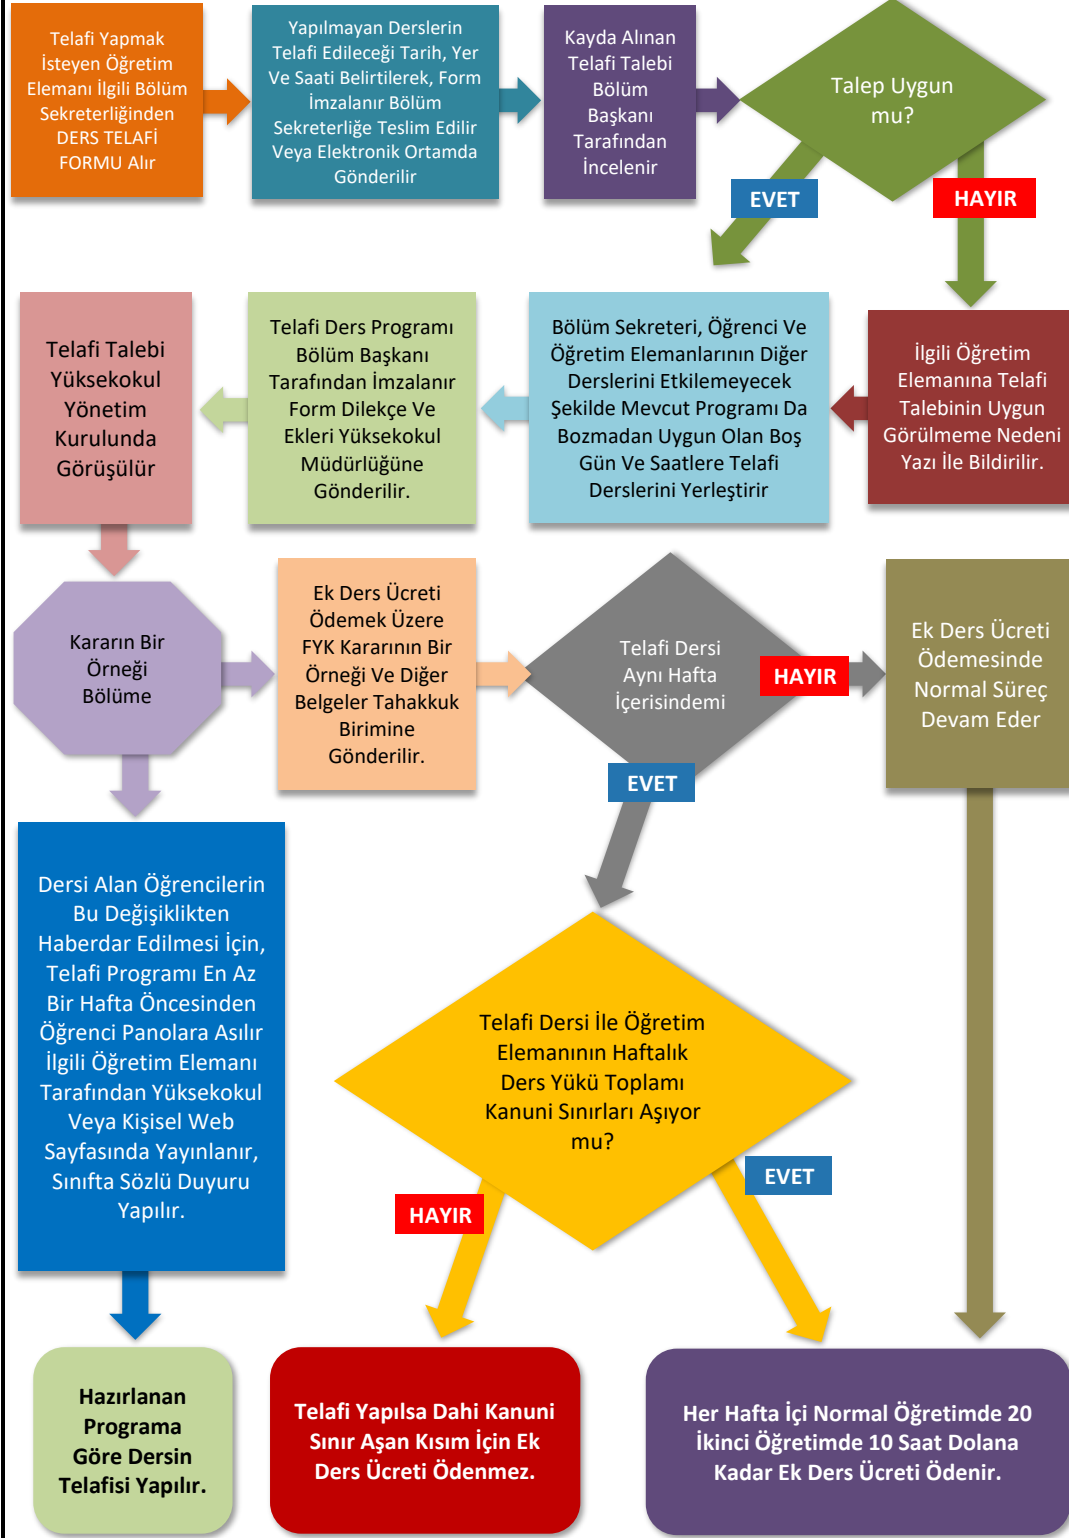 Telafi Yapmak
İsteyen Öğretim
Elemanı İlgili Bölüm
Sekreterliğinden
DERS TELAFİ
FORMU Alır
Yapılmayan Derslerin
Telafi Edileceği Tarih, Yer
Ve Saati Belirtilerek, Form
İmzalanır Bölüm
Sekreterliğe Teslim Edilir
Veya Elektronik Ortamda
Gönderilir
Kayda Alınan
Telafi Talebi
Bölüm
Başkanı
Tarafından
İncelenir
Talep Uygun
mu?
EVET
HAYIR
Telafi Talebi
Yüksekokul
Yönetim
Kurulunda
Görüşülür
Telafi Ders Programı
Bölüm Başkanı
Tarafından İmzalanır
Form Dilekçe Ve
Ekleri Yüksekokul
Müdürlüğüne
Gönderilir.
Bölüm Sekreteri, Öğrenci Ve
Öğretim Elemanlarının Diğer
Derslerini Etkilemeyecek
Şekilde Mevcut Programı Da
Bozmadan Uygun Olan Boş
Gün Ve Saatlere Telafi
Derslerini Yerleştirir
İlgili Öğretim
Elemanına Telafi
Talebinin Uygun
Görülmeme Nedeni
Yazı İle Bildirilir.
Kararın Bir
Örneği
Bölüme
Ek Ders Ücreti
Ödemek Üzere
FYK Kararının Bir
Örneği Ve Diğer
Belgeler Tahakkuk
Birimine
Gönderilir.
Telafi Dersi
Aynı Hafta
İçerisindemi
HAYIR
EVET
Ek Ders Ücreti
Ödemesinde
Normal Süreç
Devam Eder
Dersi Alan Öğrencilerin
Bu Değişiklikten
Haberdar Edilmesi İçin,
Telafi Programı En Az
Bir Hafta Öncesinden
Öğrenci Panolara Asılır
İlgili Öğretim Elemanı
Tarafından Yüksekokul
Veya Kişisel Web
Sayfasında Yayınlanır,
Sınıfta Sözlü Duyuru
Yapılır.
Telafi Dersi İle Öğretim
Elemanının Haftalık
Ders Yükü Toplamı
Kanuni Sınırları Aşıyor
mu?
HAYIR
EVET
Hazırlanan
Programa
Göre Dersin
Telafisi Yapılır.
Telafi Yapılsa Dahi Kanuni
Sınır Aşan Kısım İçin Ek
Ders Ücreti Ödenmez.
Her Hafta İçi Normal Öğretimde 20
İkinci Öğretimde 10 Saat Dolana
Kadar Ek Ders Ücreti Ödenir.